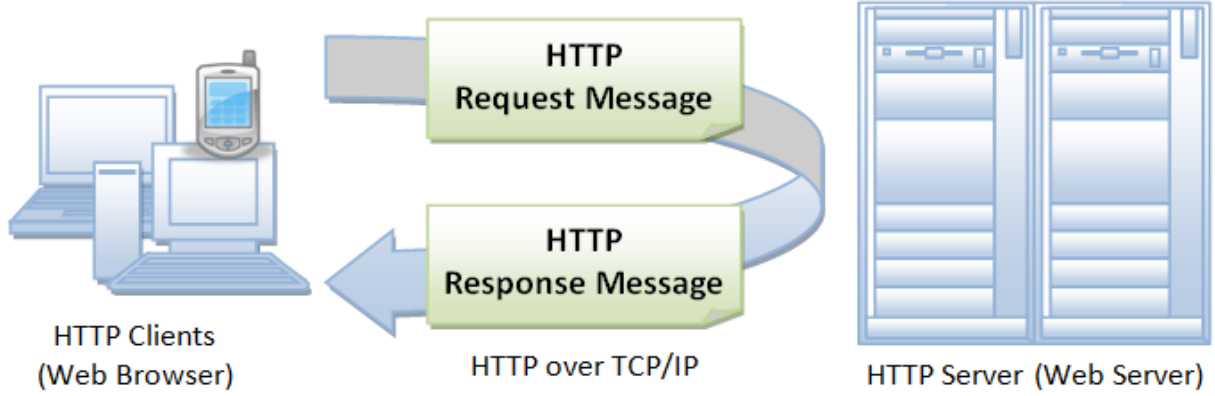 HTTP
Request Message
HTTP
Response Message
HTTP Clients
(Web Browser)
HTTP over TCP/IP
HTTP Server (Web Server)